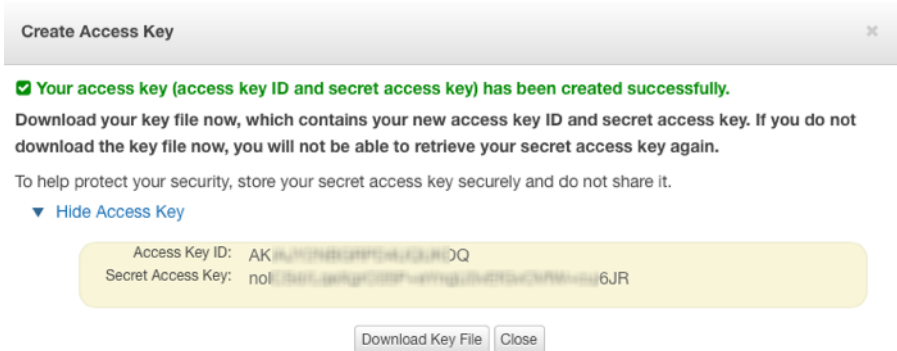 Create Access Key
Your access key (access key ID and secret access key) has been created successfully.
Download your key file now, which contains your new access key ID and secret access key. If you do not
download the key file now, you will not be able to retrieve your secret access key again.
To help protect your security, store your secret access key securely and do not share it.
Hide Access Key
Access Key ID:
Secret Access Key:
Download Key File Close